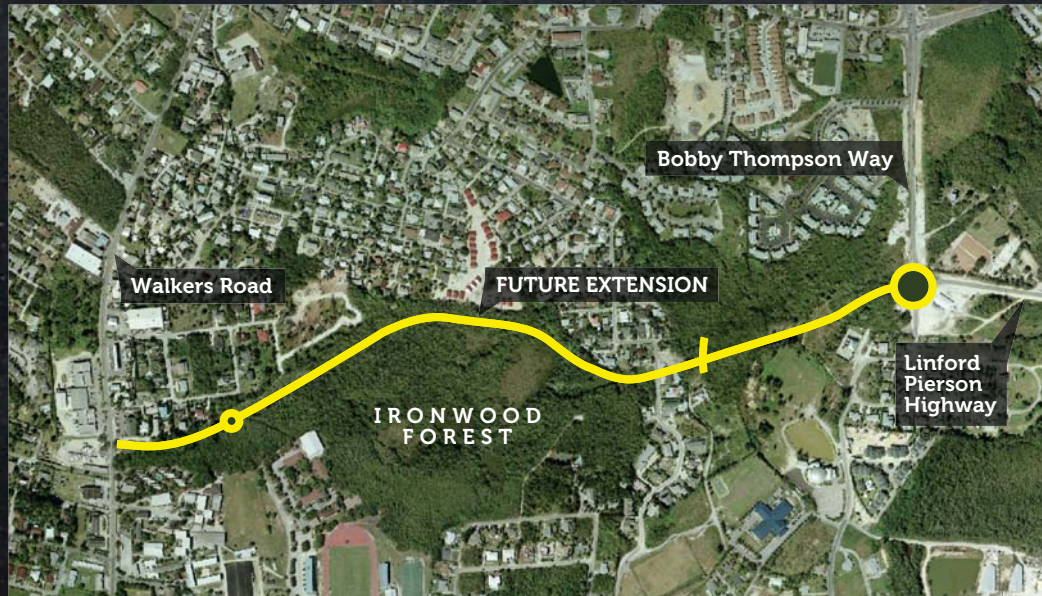 Bobby Thompson Way
Walkers Road
FUTURE EXTENSION
Linford
Pierson
Highway
IRONWOOD
FOREST